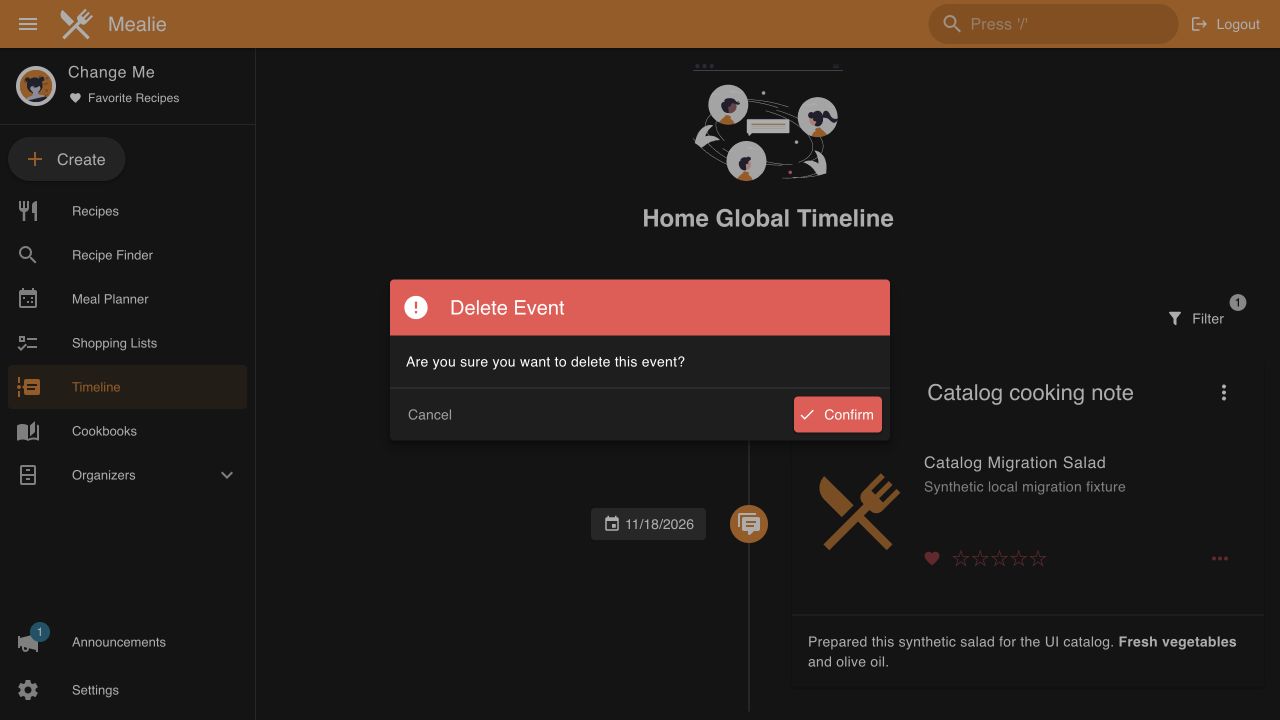 Mealie
Press '/'
Logout
Change Me
Favorite Recipes
Create
Recipes
Recipe Finder
Meal Planner
Shopping Lists
Timeline
Cookbooks
Organizers
1
Announcements
Settings
Home Global Timeline
1
Filter
Delete Event
Are you sure you want to delete this event?
Cancel
Confirm
11/18/2026
Catalog cooking note
Catalog Migration Salad
Synthetic local migration fixture
Prepared this synthetic salad for the UI catalog. Fresh vegetables
and olive oil.